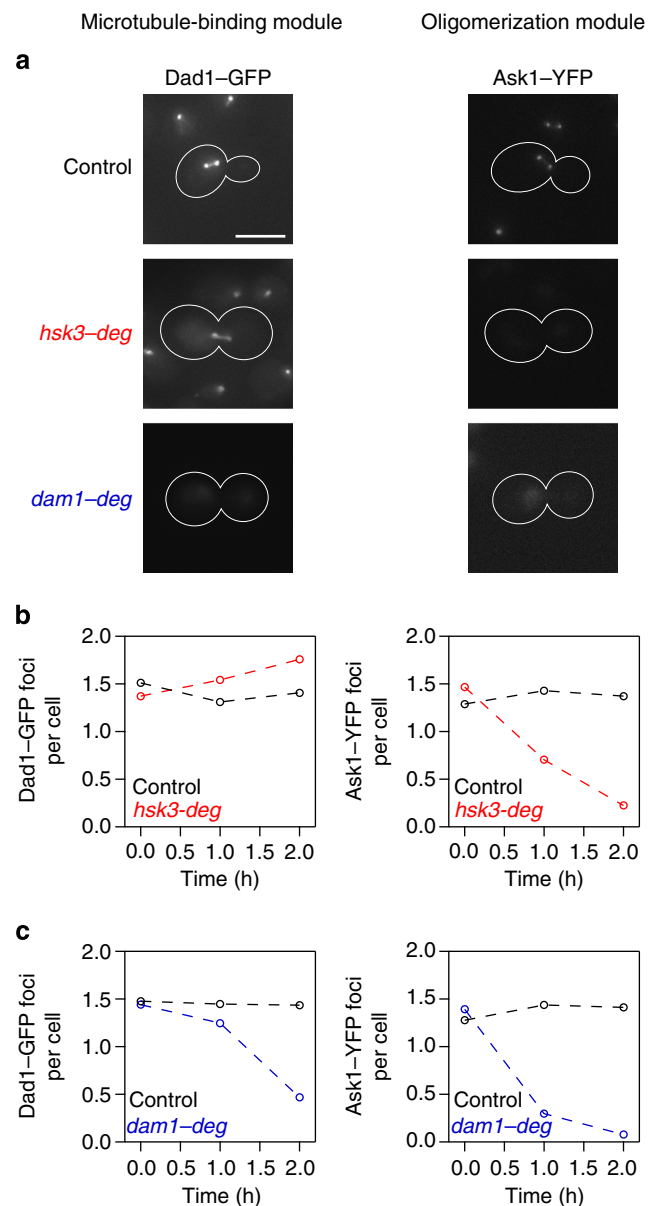 Microtubule-binding module
Oligomerization module
a
Dad1–GFP
Ask1–YFP
Control
hsk3–deg
dam1–deg
b
2.0
1.5
1.0
0.5
0.0
Dad1–GFP foci
per cell
Control
hsk3-deg
0.0 0.5 1.0 1.5 2.0
Time (h)
2.0
1.5
1.0
0.5
0.0
Ask1–YFP foci
per cell
Control
hsk3-deg
0.0 0.5 1.0 1.5 2.0
Time (h)
c
2.0
1.5
1.0
0.5
0.0
Dad1–GFP foci
per cell
Control
dam1–deg
0.0 0.5 1.0 1.5 2.0
Time (h)
2.0
1.5
1.0
0.5
0.0
Ask1–YFP foci
per cell
Control
dam1–deg
0.0 0.5 1.0 1.5 2.0
Time (h)